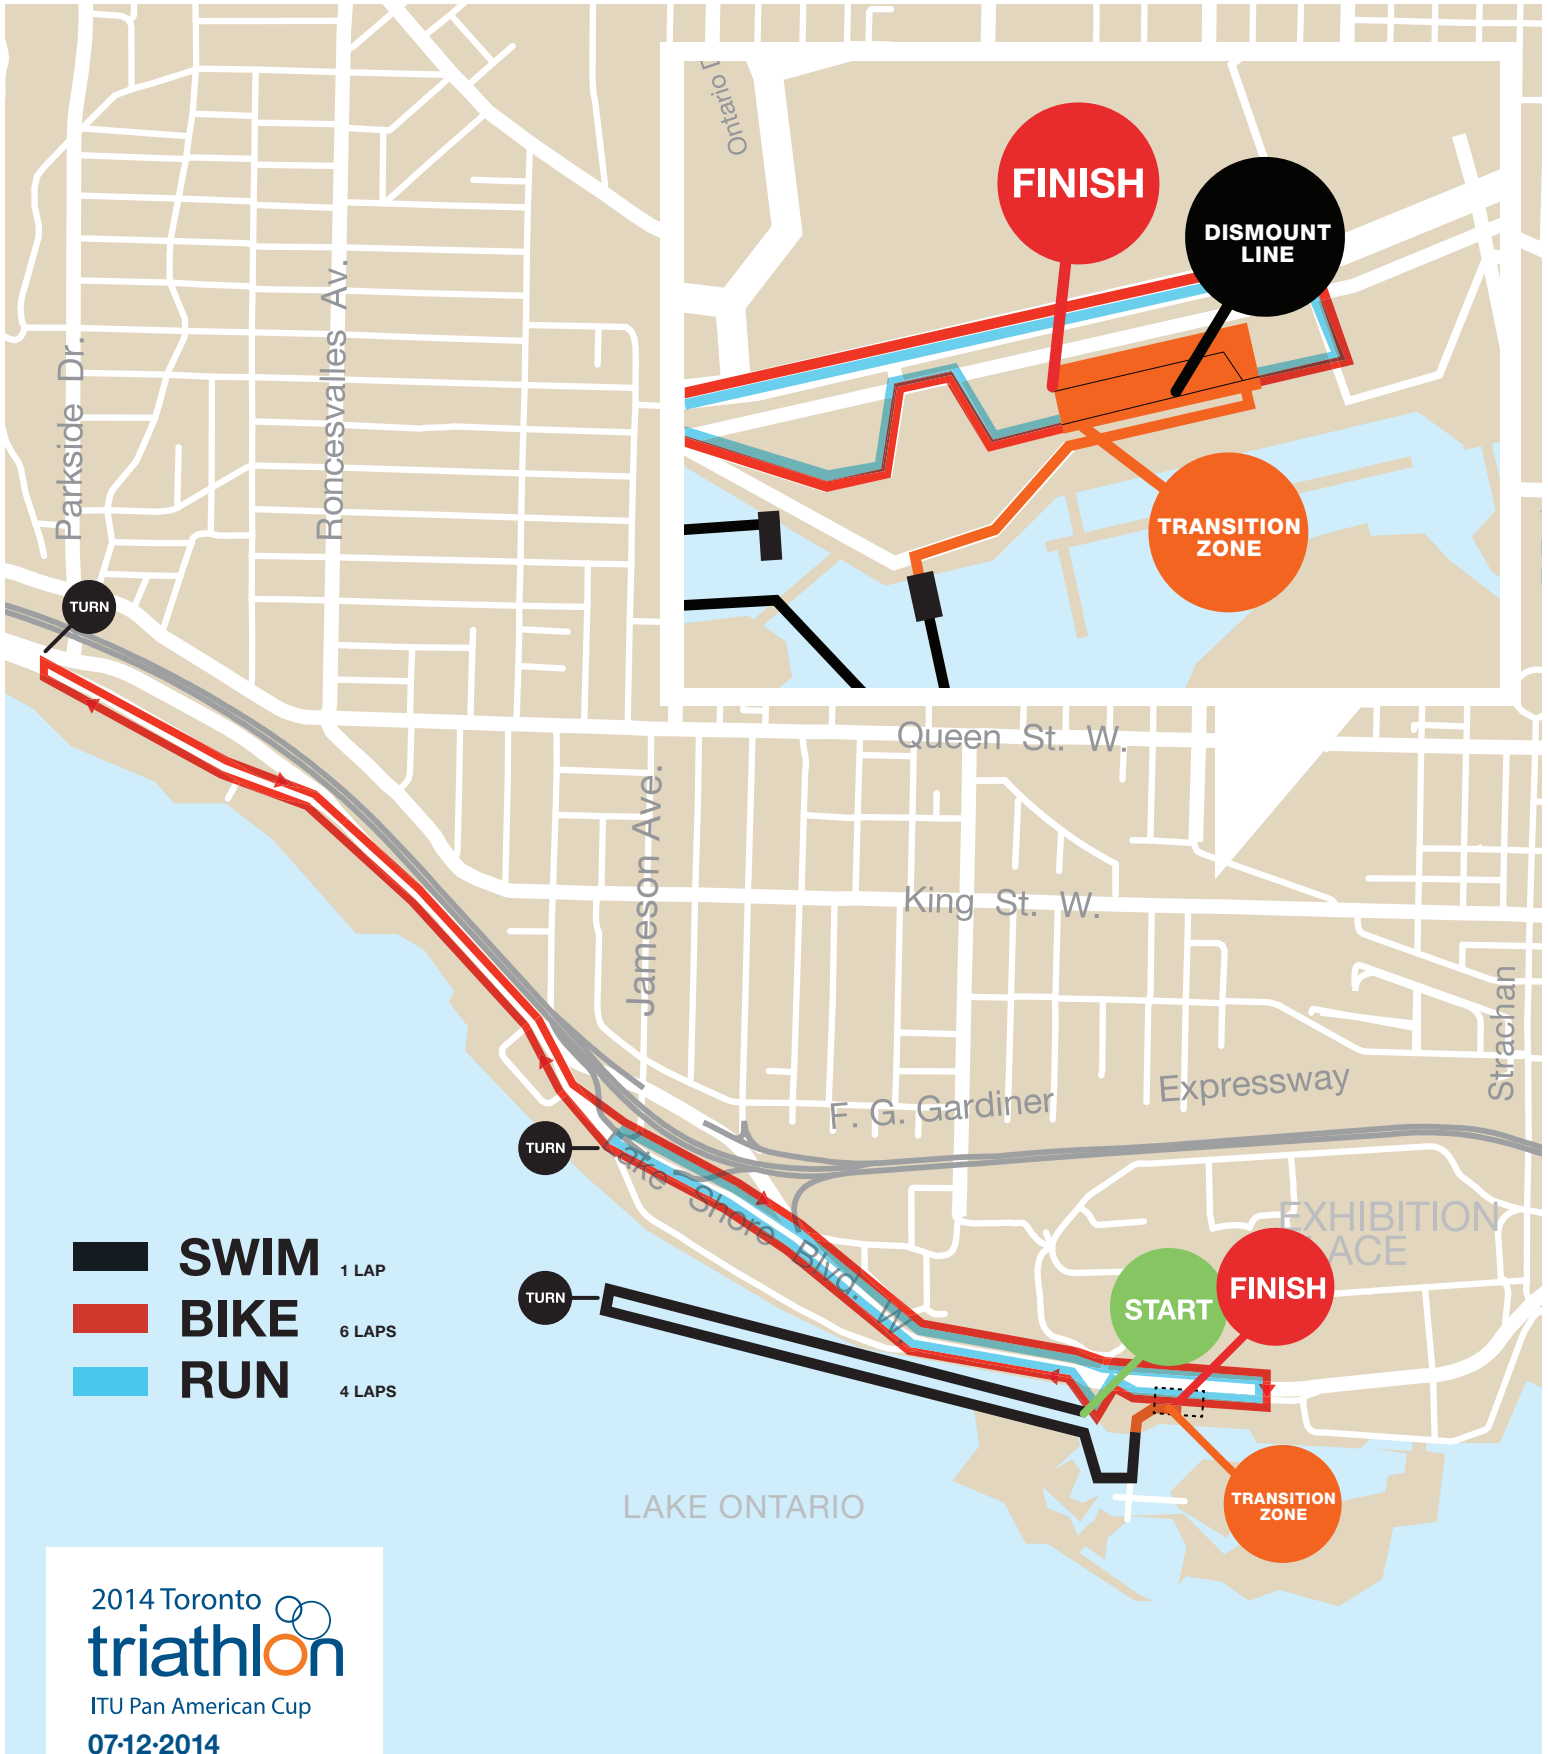 Ontario
FINISH
DISMOUNT
LINE
TRANSITION
ZONE
Parkside Dr.
Roncesvalles Av.
TURN
Queen St. W.
Jameson Ave.
King St. W.
Strachan
F. G. Gardiner
Expressway
TURN
Lake Shore Blvd. W.
EXHIBITION
START
FINISH
TURN
SWIM 1 LAP
BIKE 6 LAPS
RUN 4 LAPS
TRANSITION
ZONE
LAKE ONTARIO
2014 Toronto
triathlon
ITU Pan American Cup
07·12·2014